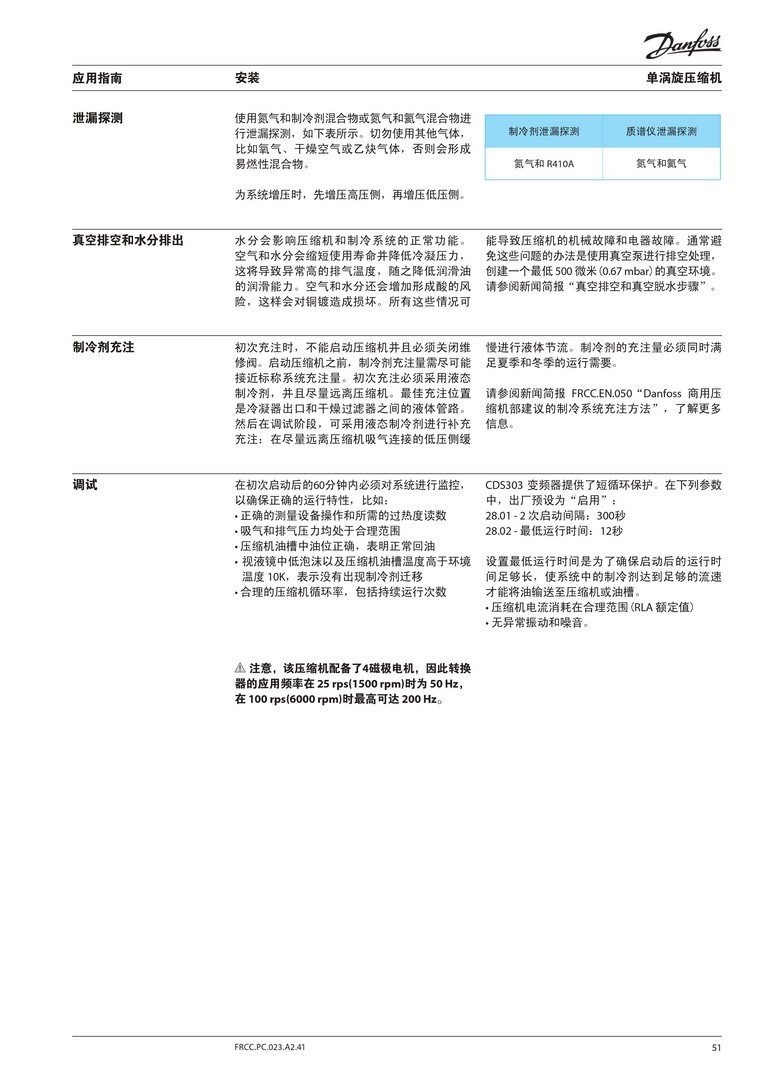 Danfoss
应用指南 安装 单涡旋压缩机
泄漏探测
使用氮气和制冷剂混合物或氮气和氦气混合物进
行泄漏探测，如下表所示。切勿使用其他气体，
比如氧气、干燥空气或乙炔气体，否则会形成
易燃性混合物。
为系统增压时，先增压高压侧，再增压低压侧。
制冷剂泄漏探测 质谱仪泄漏探测
氮气和 R410A 氮气和氦气
真空排空和水分排出
水分会影响压缩机和制冷系统的正常功能。
空气和水分会缩短使用寿命并降低冷凝压力，
这将导致异常高的排气温度，随之降低润滑油
的润滑能力。空气和水分还会增加形成酸的风
险，这样会对铜镀造成损坏。所有这些情况可
能导致压缩机的机械故障和电器故障。通常避
免这些问题的办法是使用真空泵进行排空处理，
创建一个最低 500 微米 (0.67 mbar) 的真空环境。
请参阅新闻简报“真空排空和真空脱水步骤”。
制冷剂充注
初次充注时，不能启动压缩机并且必须关闭维
修阀。启动压缩机之前，制冷剂充注量需尽可能
接近标称系统充注量。初次充注必须采用液态
制冷剂，并且尽量远离压缩机。最佳充注位置
是冷凝器出口和干燥过滤器之间的液体管路。
然后在调试阶段，可采用液态制冷剂进行补充
充注：在尽量远离压缩机吸气连接的低压侧缓
慢进行液体节流。制冷剂的充注量必须同时满
足夏季和冬季的运行需要。
请参阅新闻简报 FRCC.EN.050“Danfoss 商用压
缩机部建议的制冷系统充注方法”，了解更多
信息。
调试
在初次启动后的60分钟内必须对系统进行监控，
以确保正确的运行特性，比如：
• 正确的测量设备操作和所需的过热度读数
• 吸气和排气压力均处于合理范围
• 压缩机油槽中油位正确，表明正常回油
• 视液镜中低泡沫以及压缩机油槽温度高于环境
温度 10K，表示没有出现制冷剂迁移
• 合理的压缩机循环率，包括持续运行次数
CDS303 变频器提供了短循环保护。在下列参数
中，出厂预设为“启用”：
28.01 - 2 次启动间隔：300秒
28.02 - 最低运行时间：12秒
设置最低运行时间是为了确保启动后的运行时
间足够长，使系统中的制冷剂达到足够的流速
才能将油输送至压缩机或油槽。
• 压缩机电流消耗在合理范围 (RLA 额定值)
• 无异常振动和噪音。
⚠ 注意，该压缩机配备了4磁极电机，因此转换
器的应用频率在 25 rps(1500 rpm)时为 50 Hz，
在 100 rps(6000 rpm)时最高可达 200 Hz。
FRCC.PC.023.A2.41 51